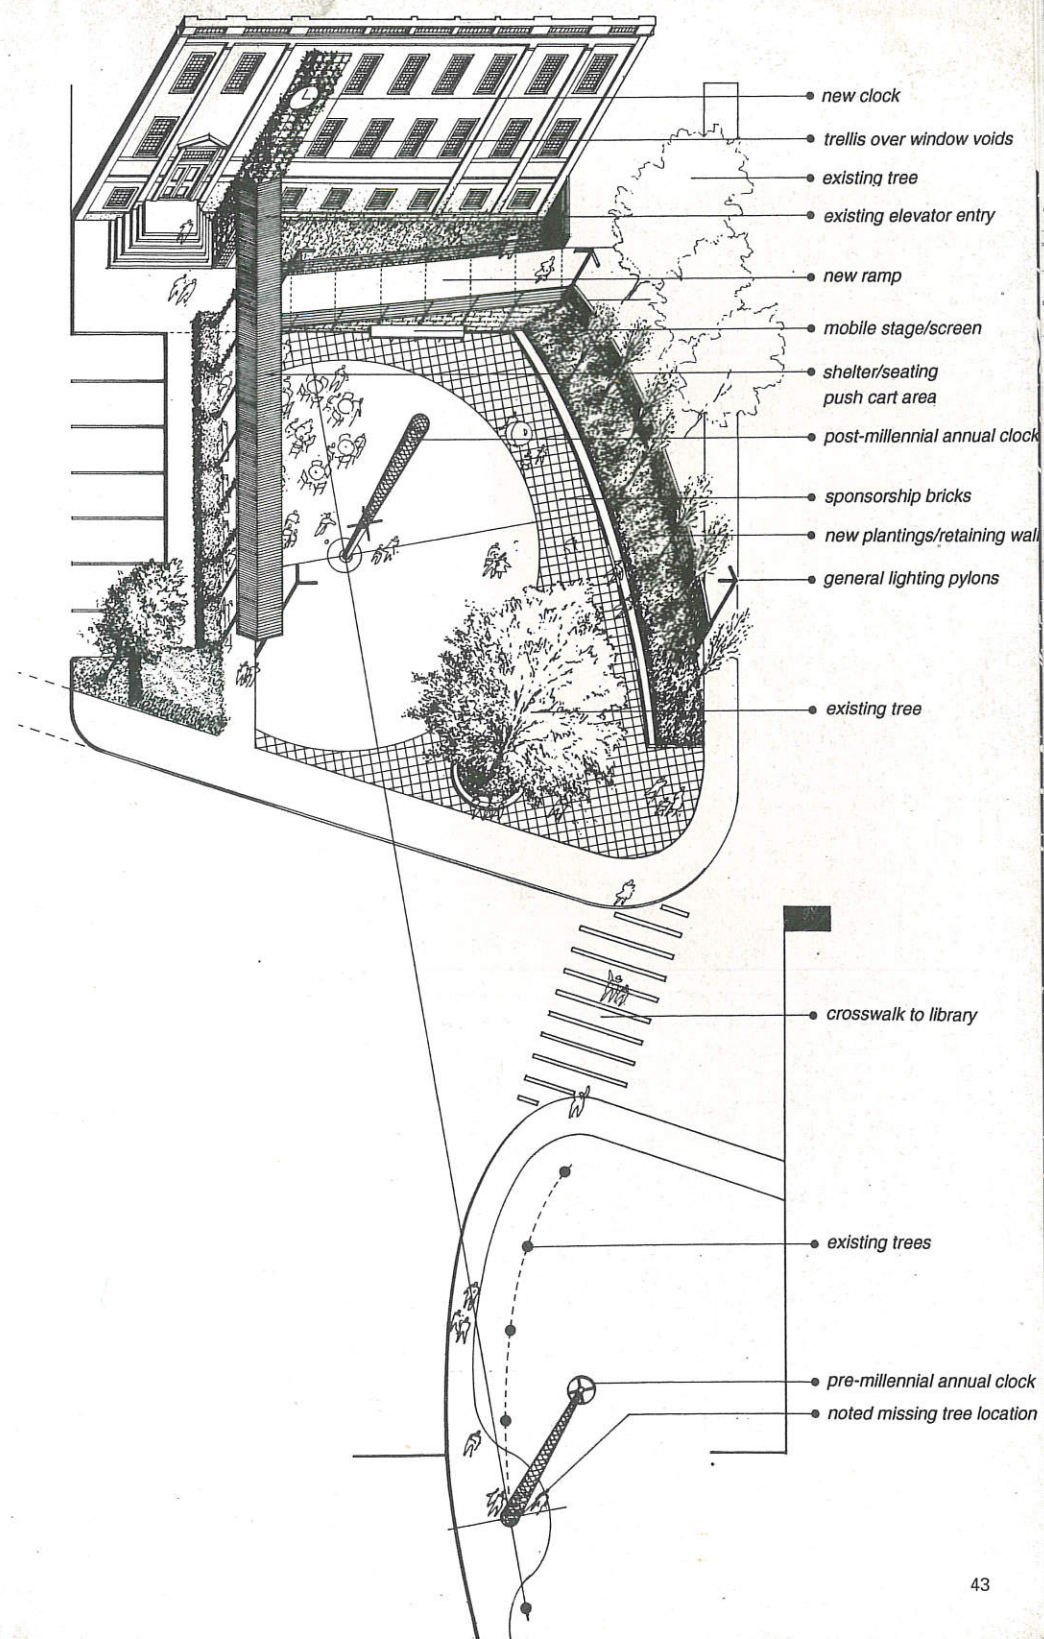 new clock
trellis over window voids
existing tree
existing elevator entry
new ramp
mobile stage/screen
shelter/seating
push cart area
post-millennial annual clock
sponsorship bricks
new plantings/retaining wall
general lighting pylons
existing tree
crosswalk to library
existing trees
pre-millennial annual clock
noted missing tree location
43